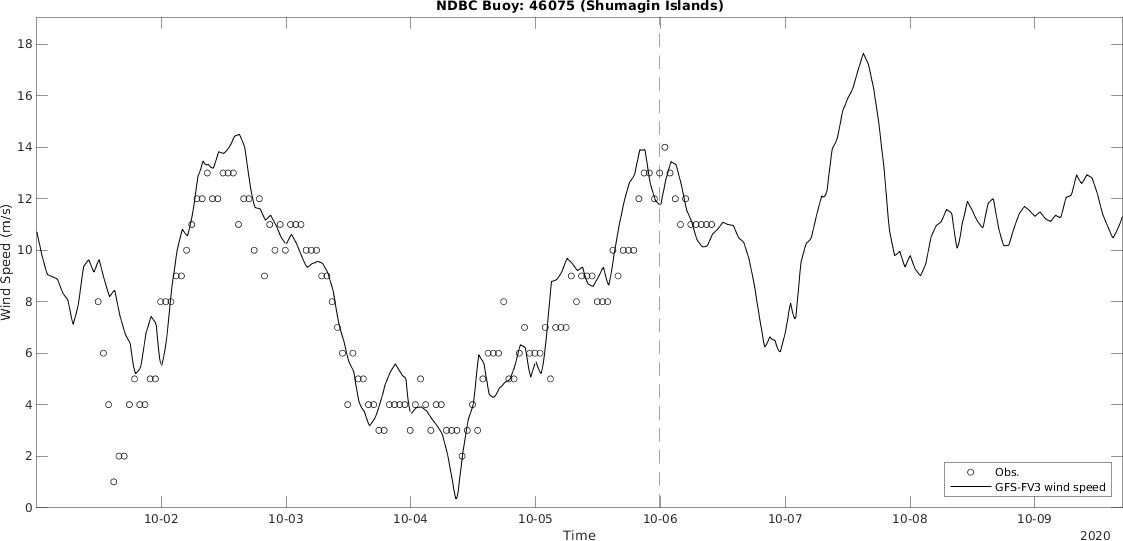 NDBC Buoy: 46075 (Shumagin Islands)
18
16
14
12
10
8
6
4
2
0
Wind Speed (m/s)
10-02 10-03 10-04 10-05 10-06 10-07 10-08 10-09
Time
2020
Obs.
GFS-FV3 wind speed